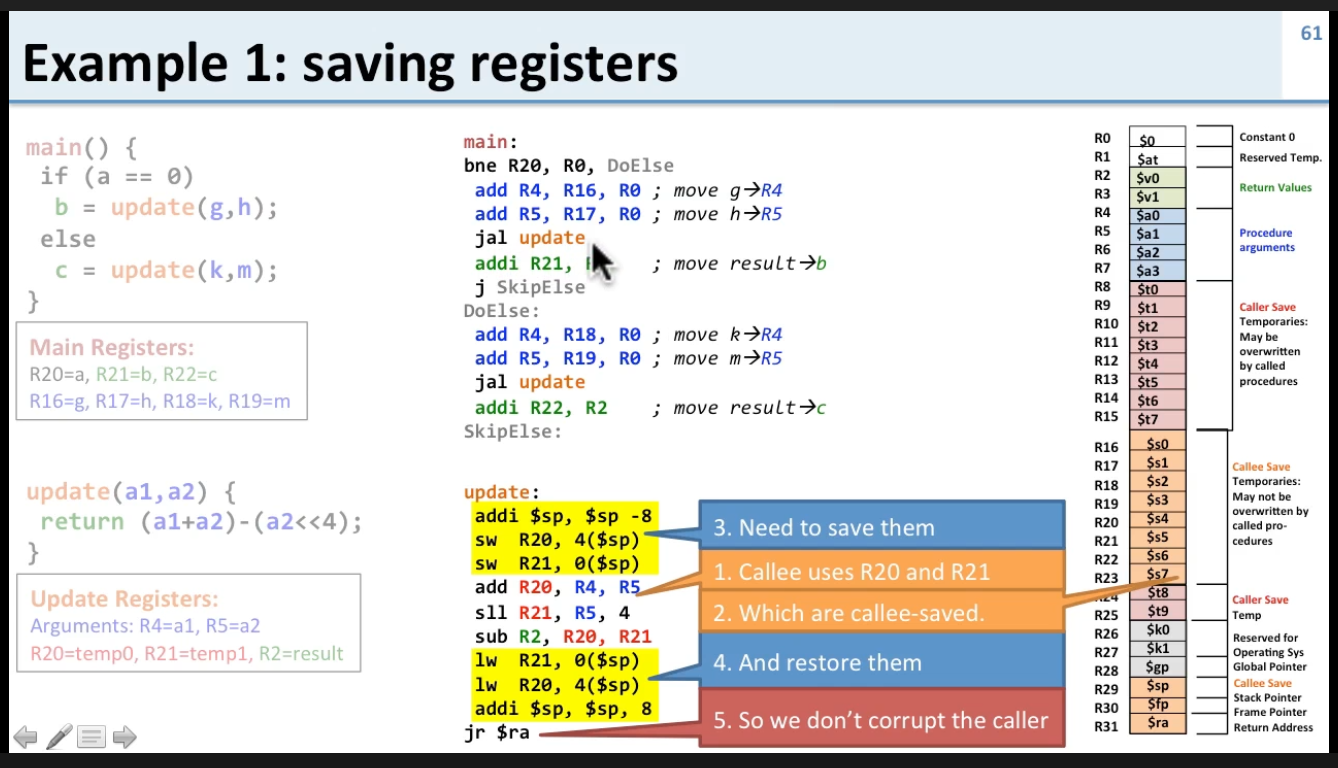 61
Example 1: saving registers
main() {
if (a == 0)
b = update(g,h);
else
c = update(k,m);
}
Main Registers:
R20=a, R21=b, R22=c
R16=g, R17=h, R18=k, R19=m
update(a1,a2) {
return (a1+a2)-(a2<<4);
}
Update Registers:
Arguments: R4=a1, R5=a2
R20=temp0, R21=temp1, R2=result
main:
bne R20, R0, DoElse
add R4, R16, R0 ; move g→R4
add R5, R17, R0 ; move h→R5
jal update
addi R21, ; move result→b
j SkipElse
DoElse:
add R4, R18, R0 ; move k→R4
add R5, R19, R0 ; move m→R5
jal update
addi R22, R2 ; move result→c
SkipElse:
update:
addi $sp, $sp -8
sw R20, 4($sp)
sw R21, 0($sp)
add R20, R4, R5
sll R21, R5, 4
sub R2, R20, R21
lw R21, 0($sp)
lw R20, 4($sp)
addi $sp, $sp, 8
jr $ra
3. Need to save them
1. Callee uses R20 and R21
2. Which are callee-saved.
4. And restore them
5. So we don't corrupt the caller
R0 $0 Constant 0
R1 $at Reserved Temp.
R2 $v0
R3 $v1
Return Values
R4 $a0
R5 $a1
R6 $a2
R7 $a3
Procedure
arguments
R8 $t0
R9 $t1
R10 $t2
R11 $t3
R12 $t4
R13 $t5
R14 $t6
R15 $t7
Caller Save
Temporaries:
May be
overwritten
by called
procedures
R16 $s0
R17 $s1
R18 $s2
R19 $s3
R20 $s4
R21 $s5
R22 $s6
R23 $s7
Callee Save
Temporaries:
May not be
overwritten by
called pro-
cedures
R24 $t8
R25 $t9
Caller Save
Temp
R26 $k0
R27 $k1
Reserved for
Operating Sys
R28 $gp Global Pointer
Callee Save
R29 $sp Stack Pointer
R30 $fp Frame Pointer
R31 $ra Return Address